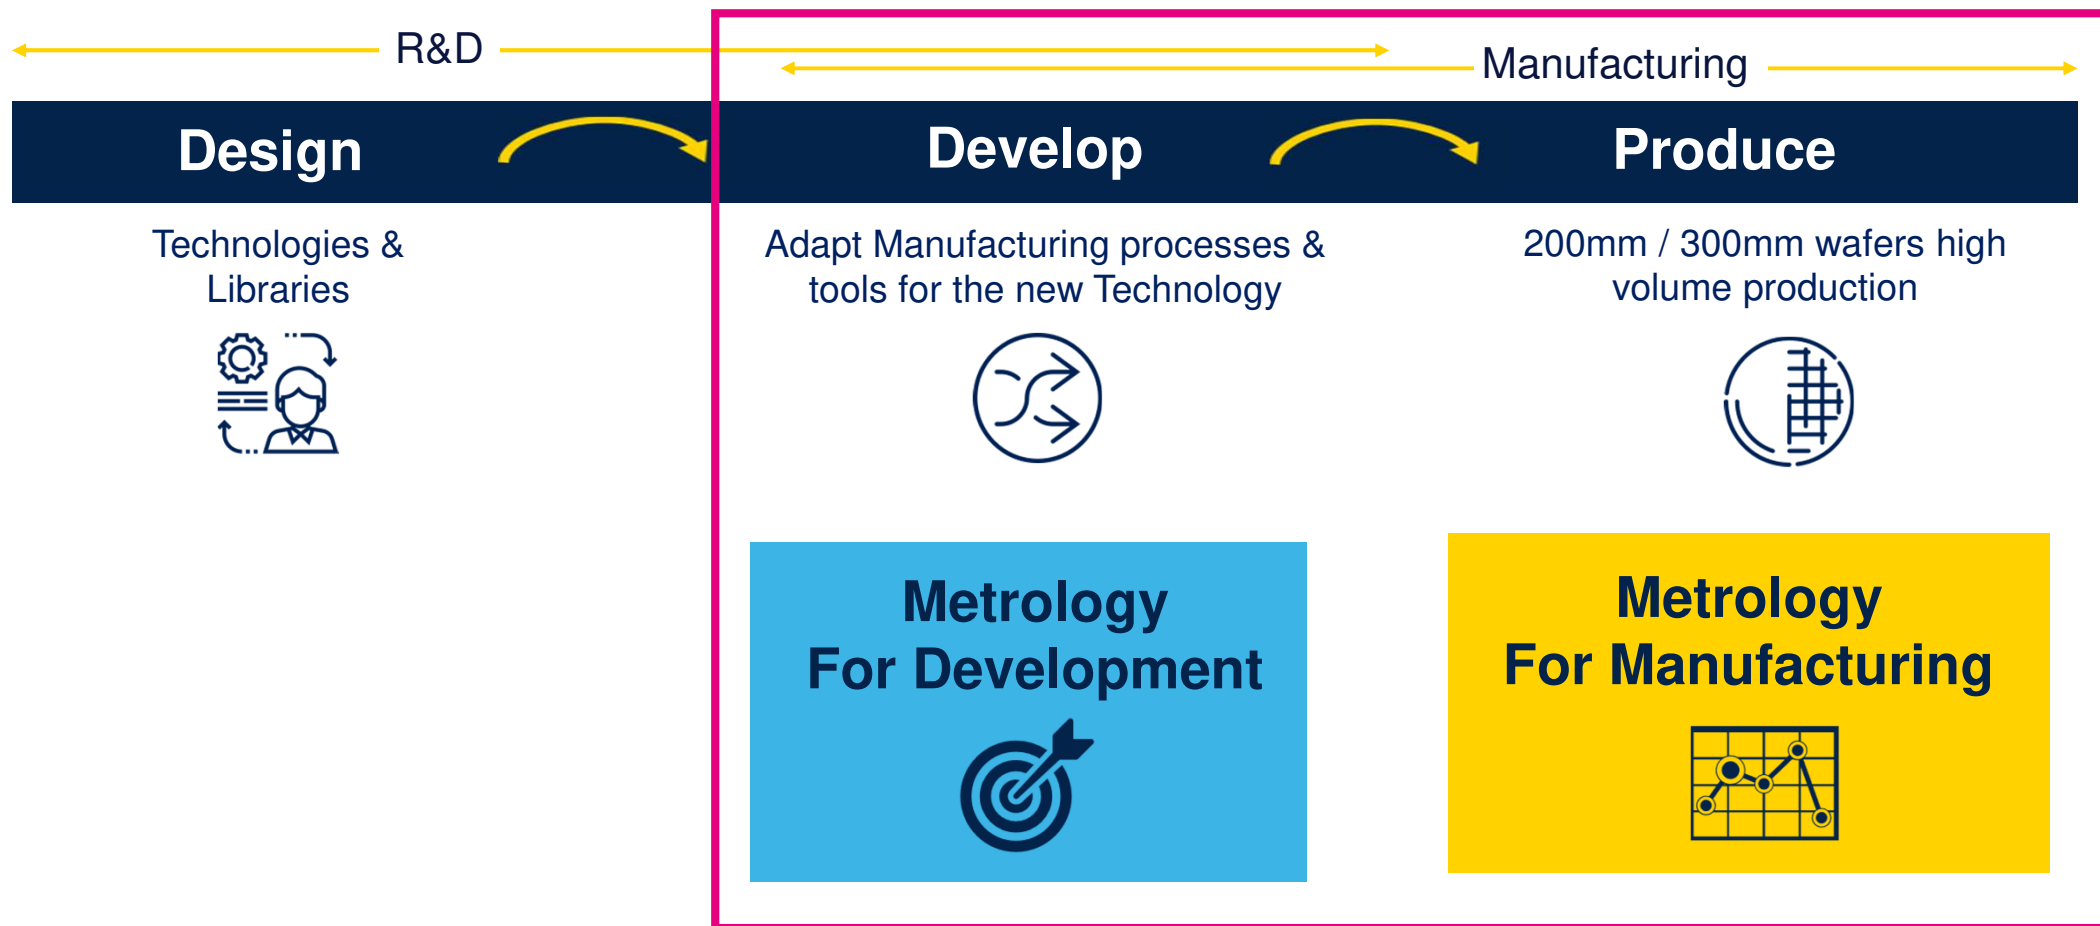 R&D
Manufacturing
Design
Develop
Produce
Technologies &
Libraries
Adapt Manufacturing processes &
tools for the new Technology
200mm / 300mm wafers high
volume production
Metrology
For Development
Metrology
For Manufacturing